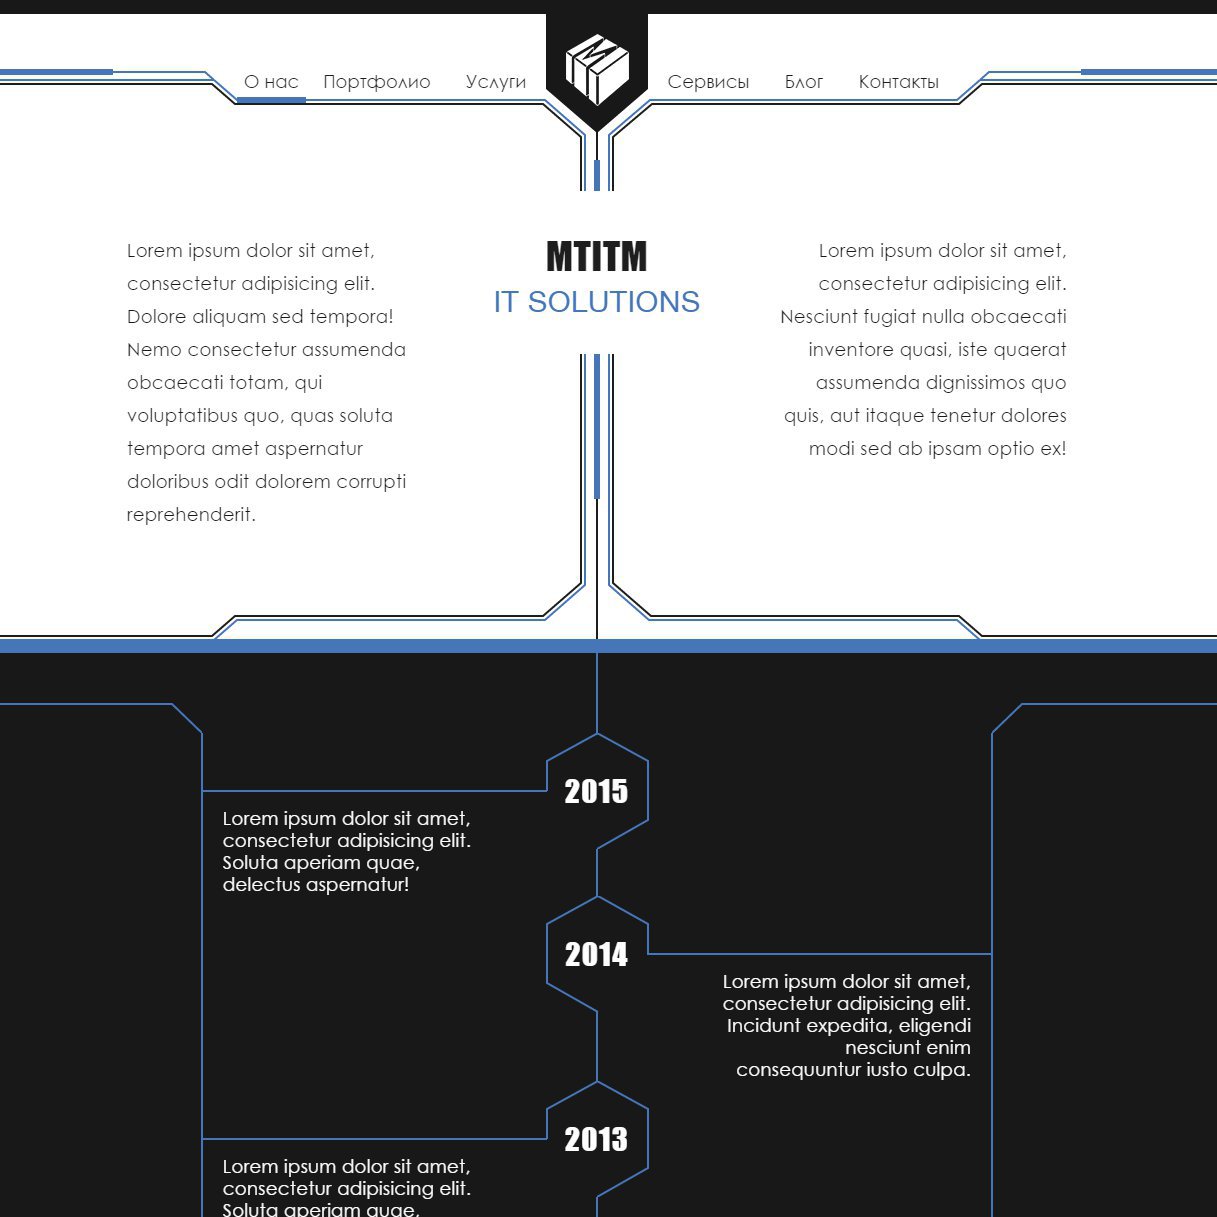 О нас Портфолио Услуги Сервисы Блог Контакты
MTITM
IT SOLUTIONS
Lorem ipsum dolor sit amet,
consectetur adipisicing elit.
Dolore aliquam sed tempora!
Nemo consectetur assumenda
obcaecati totam, qui
voluptatibus quo, quas soluta
tempora amet aspernatur
doloribus odit dolorem corrupti
reprehenderit.
Lorem ipsum dolor sit amet,
consectetur adipisicing elit.
Nesciunt fugiat nulla obcaecati
inventore quasi, iste quaerat
assumenda dignissimos quo
quis, aut itaque tenetur dolores
modi sed ab ipsam optio ex!
2015
Lorem ipsum dolor sit amet,
consectetur adipisicing elit.
Soluta aperiam quae,
delectus aspernatur!
2014
Lorem ipsum dolor sit amet,
consectetur adipisicing elit.
Incidunt expedita, eligendi
nesciunt enim
consequuntur iusto culpa.
2013
Lorem ipsum dolor sit amet,
consectetur adipisicing elit.
Soluta aperiam quae,